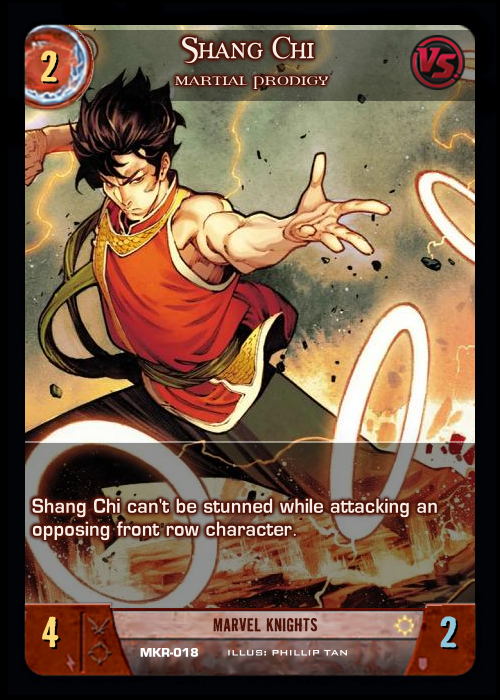 2
SHANG CHI
MARTIAL PRODIGY
VS
Shang Chi can't be stunned while attacking an
opposing front row character.
4
MARVEL KNIGHTS
2
MKR-018 ILLUS: PHILLIP TAN